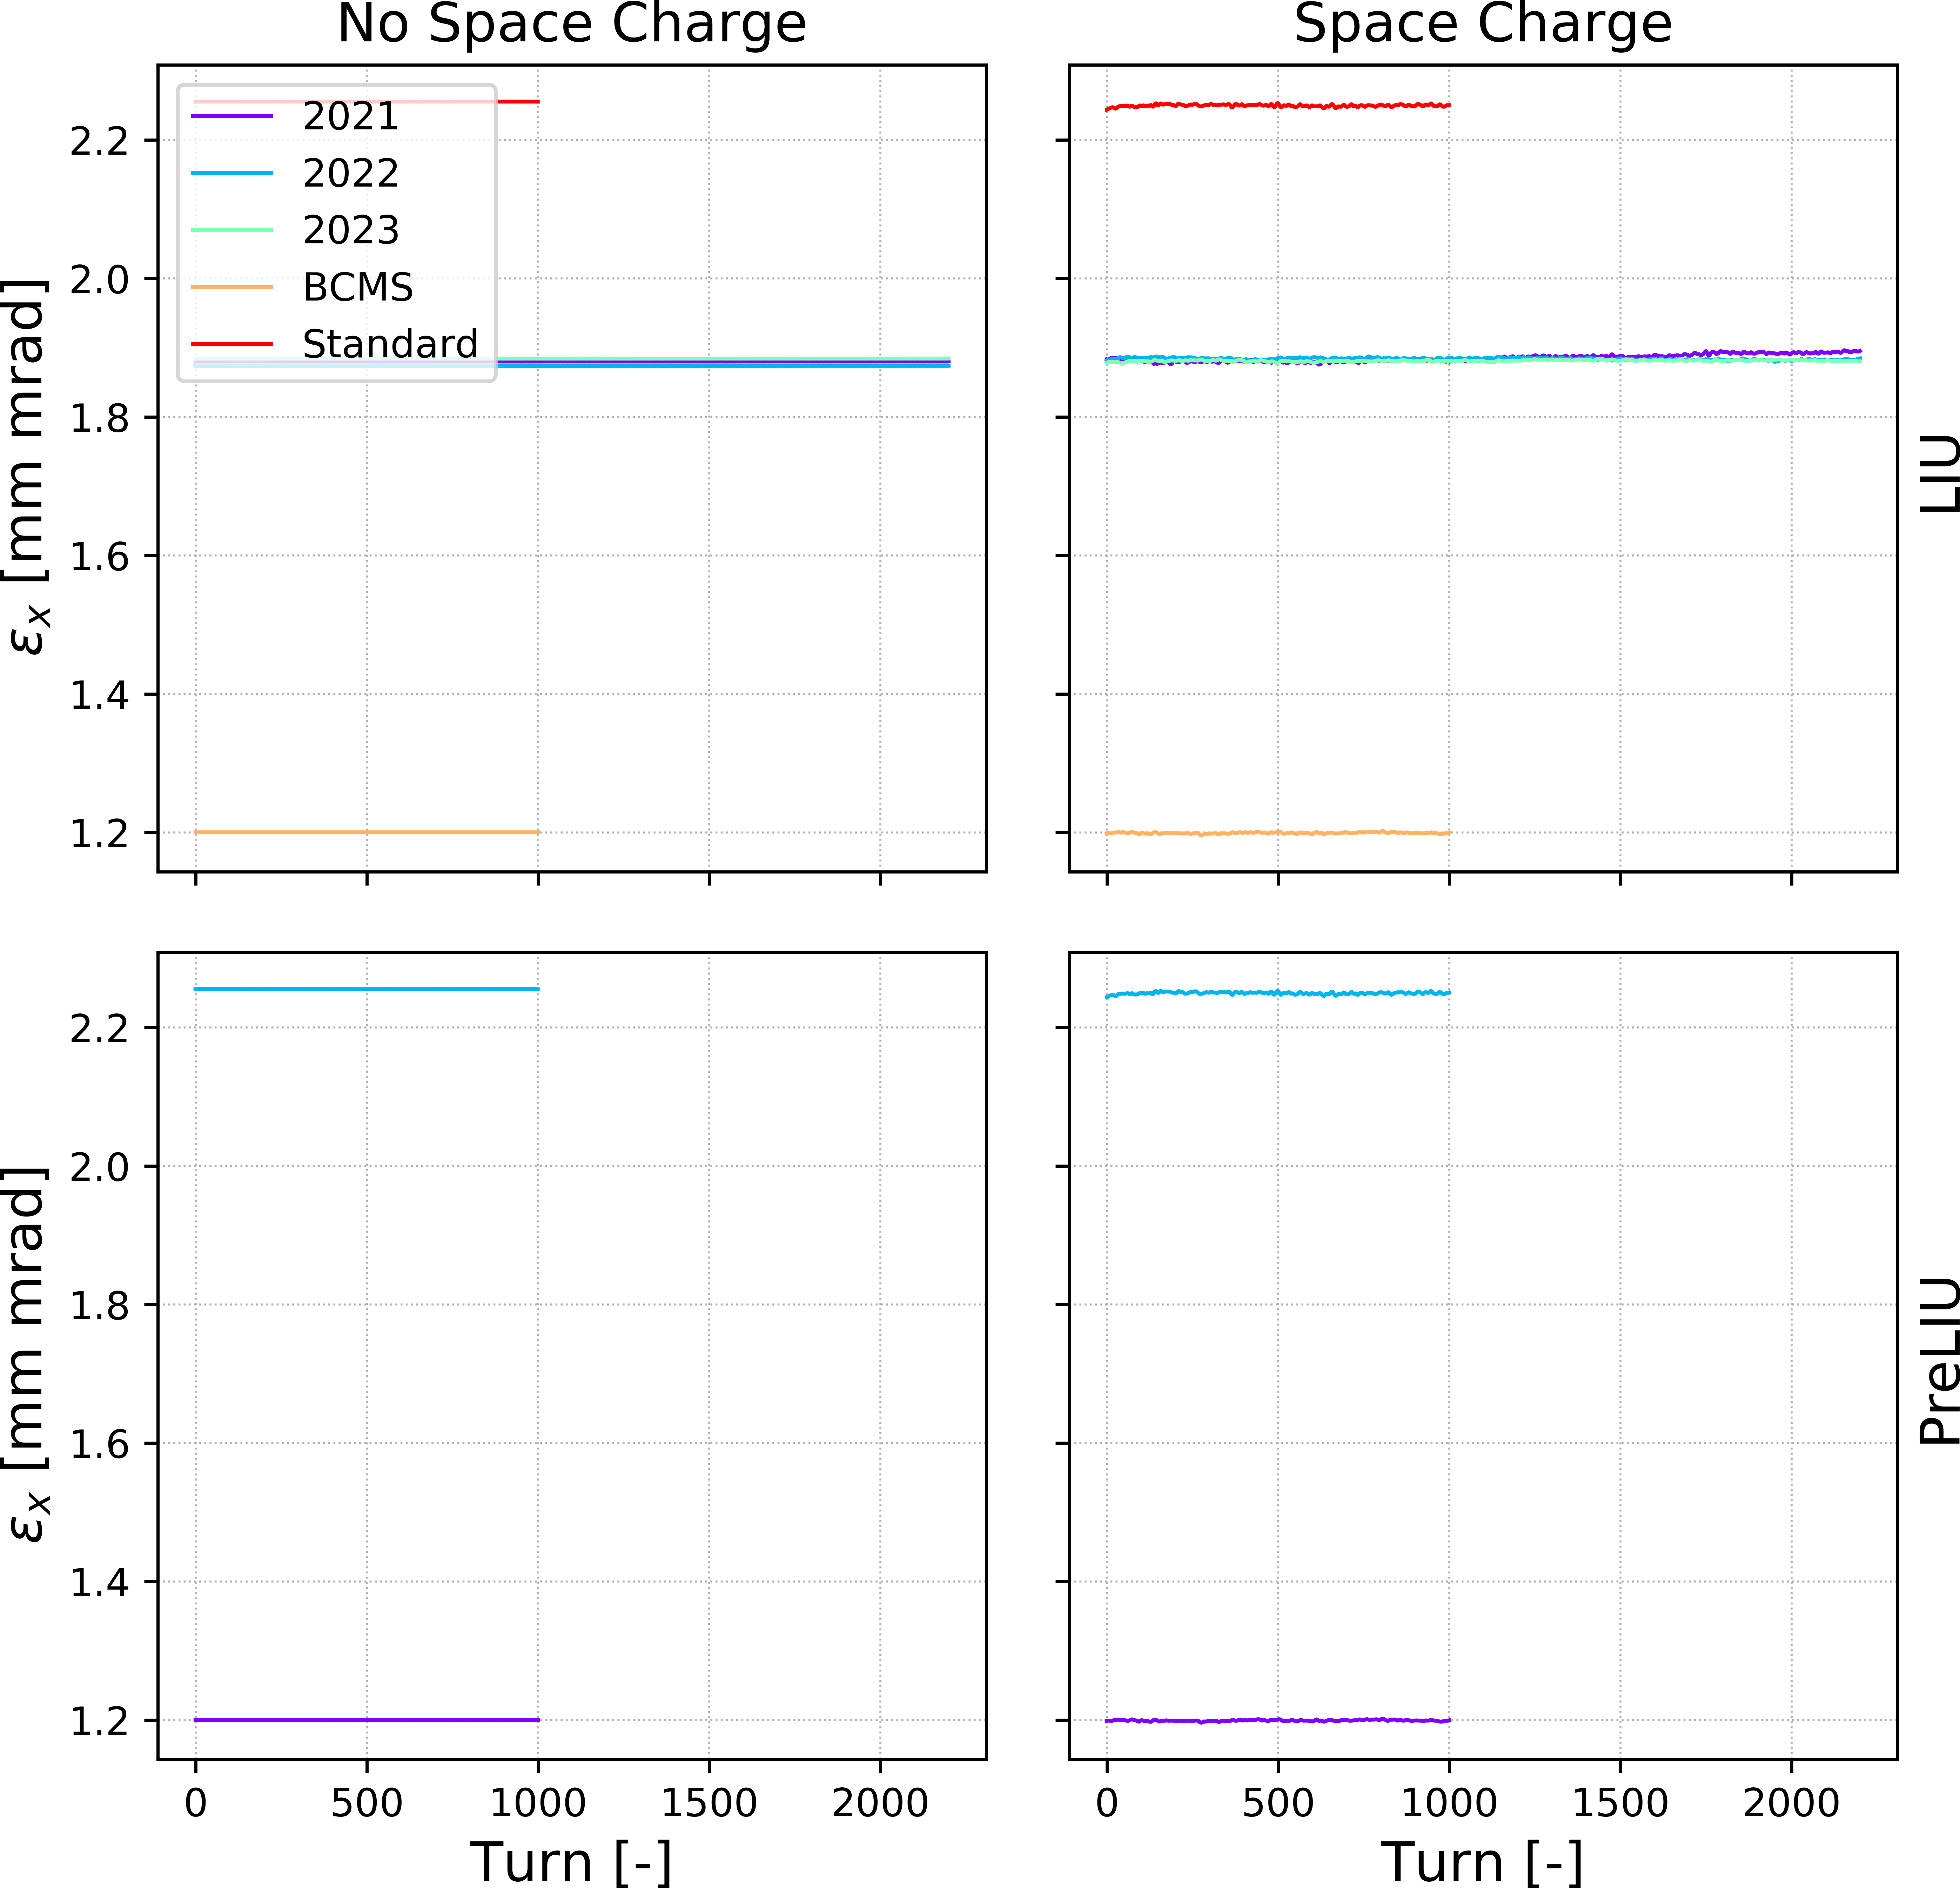 No Space Charge
Space Charge
2021
2022
2023
BCMS
Standard
2.2
2.0
1.8
1.6
1.4
1.2
εx [mm mrad]
LIU
2.2
2.0
1.8
1.6
1.4
1.2
εx [mm mrad]
PreLIU
0 500 1000 1500 2000
0 500 1000 1500 2000
Turn [-]
Turn [-]